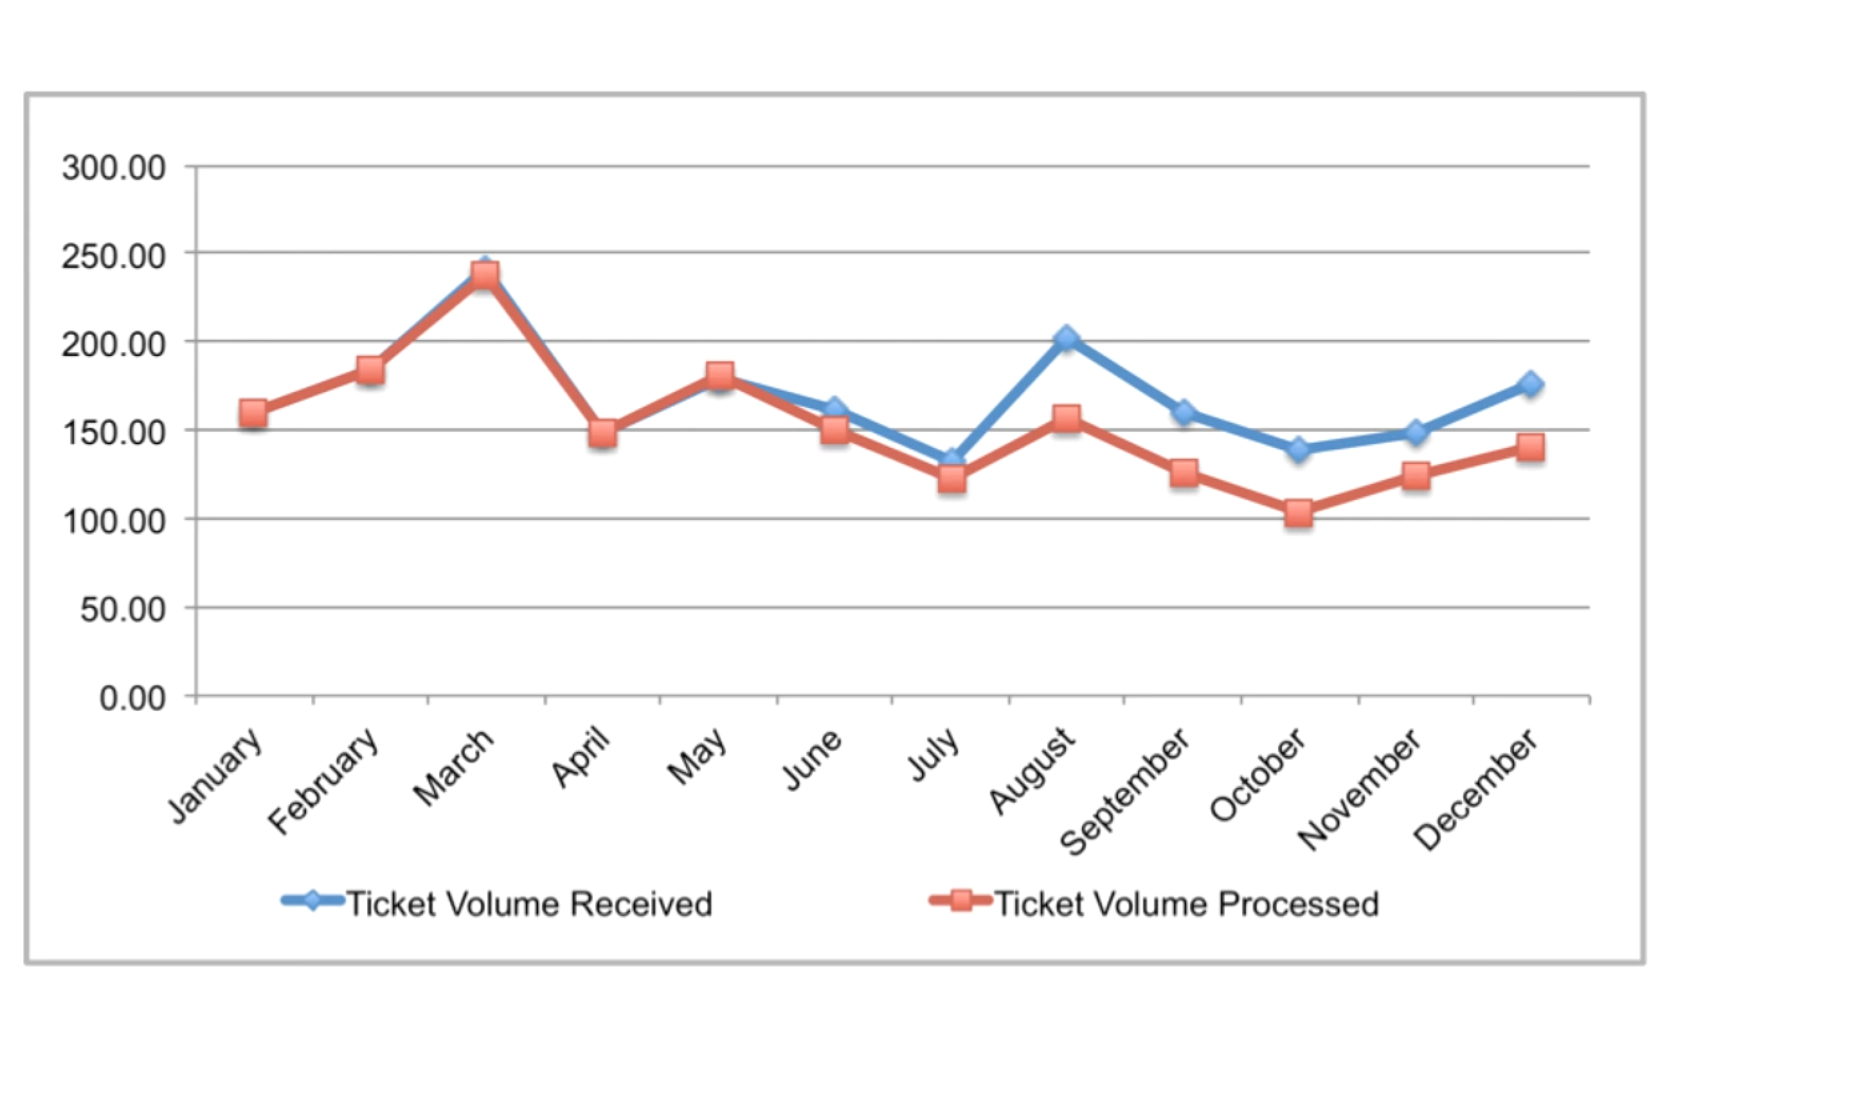 300.00
250.00
200.00
150.00
100.00
50.00
0.00
January
February
March
April
May
June
July
August
September
October
November
December
Ticket Volume Received
Ticket Volume Processed